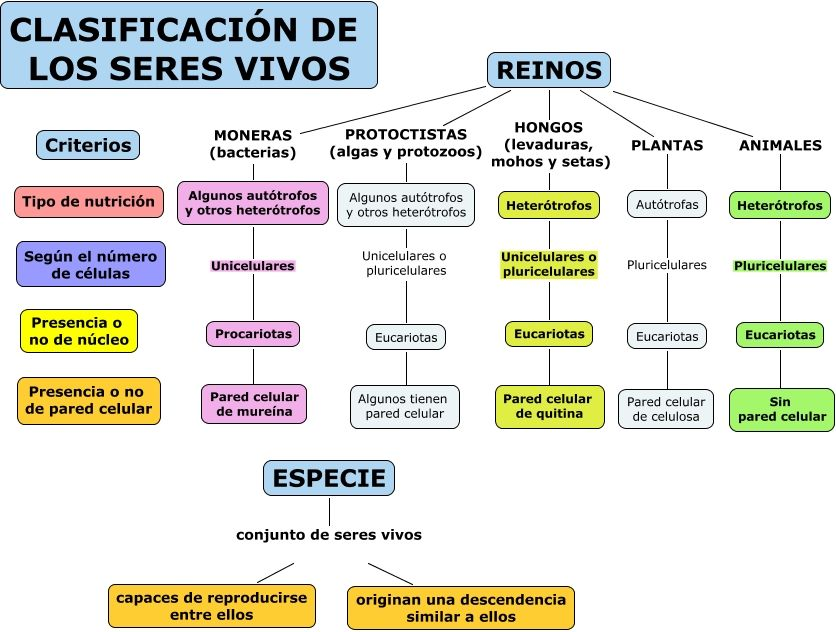 CLASIFICACIÓN DE
LOS SERES VIVOS
REINOS
Criterios
MONERAS
(bacterias)
PROTOCTISTAS
(algas y protozoos)
HONGOS
(levaduras,
mohos y setas)
PLANTAS
ANIMALES
Tipo de nutrición
Algunos autótrofos
y otros heterótrofos
Algunos autótrofos
y otros heterótrofos
Heterótrofos
Autótrofas
Heterótrofos
Según el número
de células
Unicelulares
Unicelulares o
pluricelulares
Unicelulares o
pluricelulares
Pluricelulares
Pluricelulares
Presencia o
no de núcleo
Procariotas
Eucariotas
Eucariotas
Eucariotas
Eucariotas
Presencia o no
de pared celular
Pared celular
de mureína
Algunos tienen
pared celular
Pared celular
de quitina
Pared celular
de celulosa
Sin
pared celular
ESPECIE
conjunto de seres vivos
capaces de reproducirse
entre ellos
originan una descendencia
similar a ellos